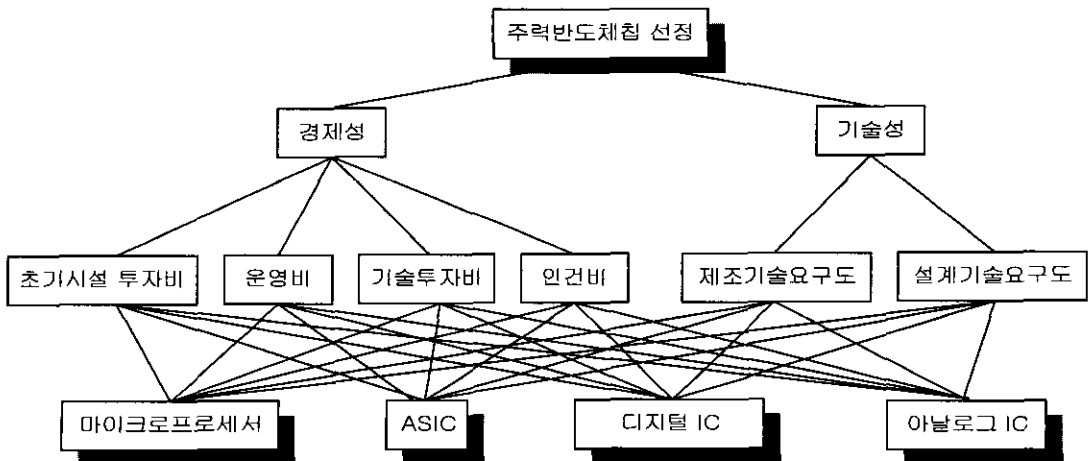 주력반도체칩 선정
경제성
기술성
초기시설 투자비
운영비
기술투자비
인건비
제조기술요구도
설계기술요구도
마이크로프로세서
ASIC
디지털 IC
아날로그 IC